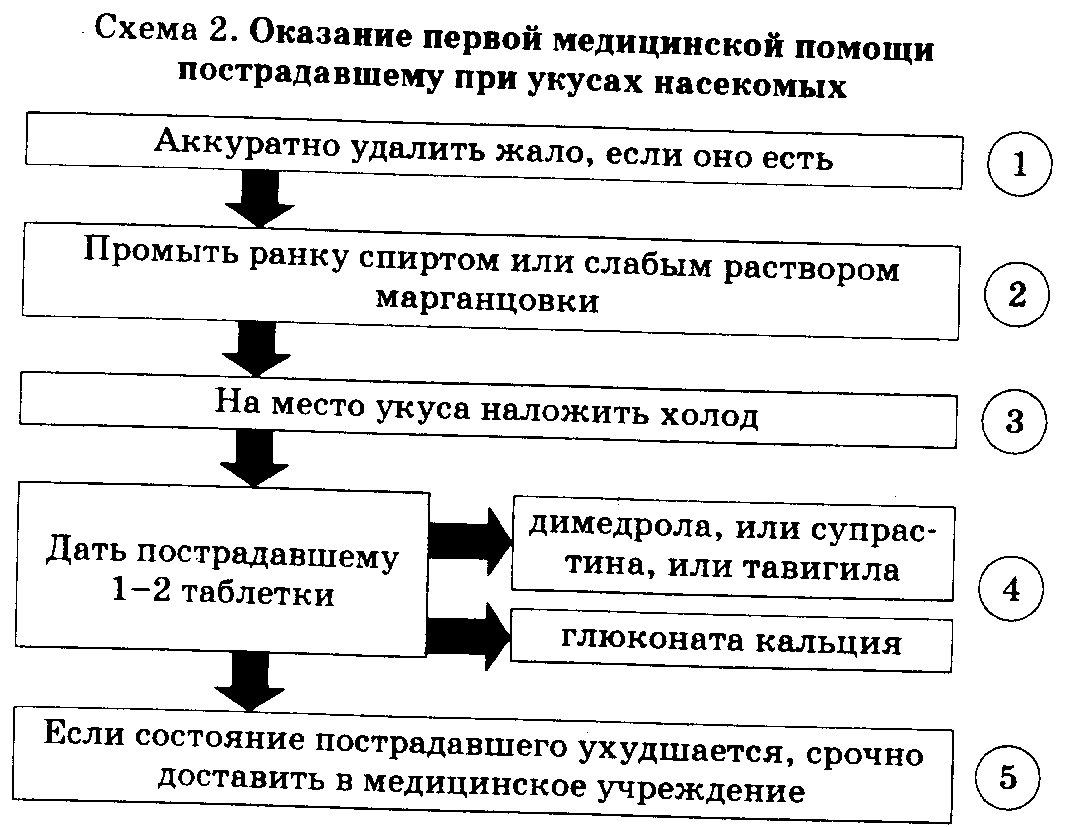 Схема 2. Оказание первой медицинской помощи
пострадавшему при укусах насекомых
Аккуратно удалить жало, если оно есть
1
Промыть ранку спиртом или слабым раствором
марганцовки
2
На место укуса наложить холод
3
Дать пострадавшему
1–2 таблетки
димедрола, или супрас-
тина, или тавигила
глюконата кальция
4
Если состояние пострадавшего ухудшается, срочно
доставить в медицинское учреждение
5